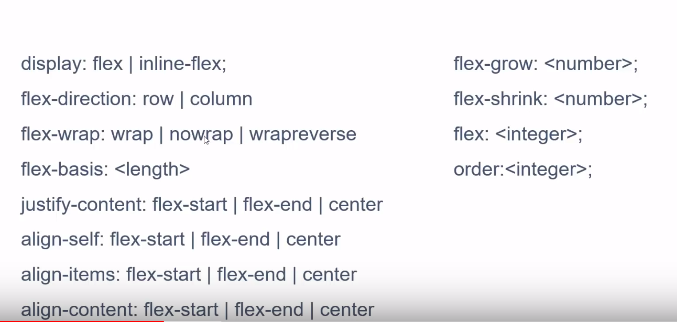 display: flex | inline-flex;
flex-direction: row | column
flex-wrap: wrap | nowrap | wrapreverse
flex-basis: <length>
justify-content: flex-start | flex-end | center
align-self: flex-start | flex-end | center
align-items: flex-start | flex-end | center
align-content: flex-start | flex-end | center
flex-grow: <number>;
flex-shrink: <number>;
flex: <integer>;
order:<integer>;